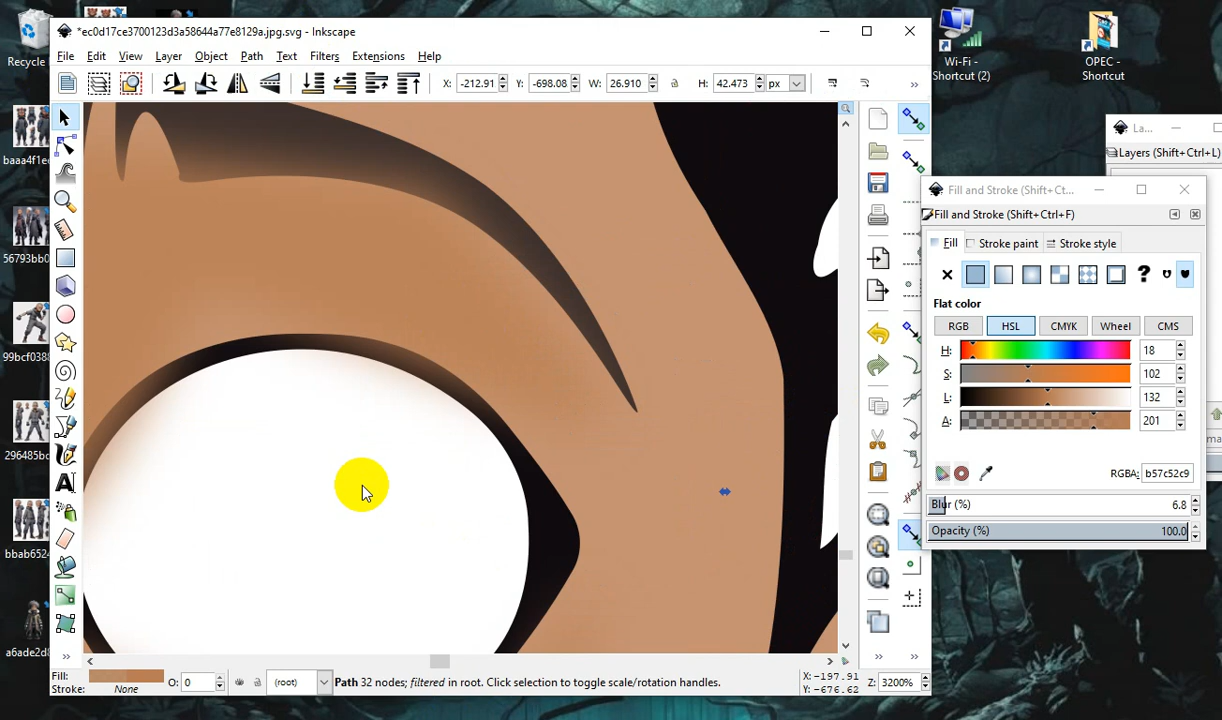 *ec0d17ce3700123d3a58644a77e8129a.jpg.svg - Inkscape
File Edit View Layer Object Path Text Filters Extensions Help
X: -212.91 Y: -698.08 W: 26.910 H: 42.473 px
Recycle
baaa4f1e
56793bb0
99bcf038
296485bc
bbab6524
a6ade2d8
Wi-Fi -
Shortcut (2)
OPEC -
Shortcut
La...
Layers (Shift+Ctrl+L)
Fill and Stroke (Shift+Ct...
Fill and Stroke (Shift+Ctrl+F)
Fill Stroke paint Stroke style
Flat color
RGB HSL CMYK Wheel CMS
H: 18
S: 102
L: 132
A: 201
RGBA: b57c52c9
Blur (%) 6.8
Opacity (%) 100.0
Fill:
Stroke: None
O: 0
(root)
Path 32 nodes; filtered in root. Click selection to toggle scale/rotation handles.
X: -197.91
Y: -676.62
Z: 3200%